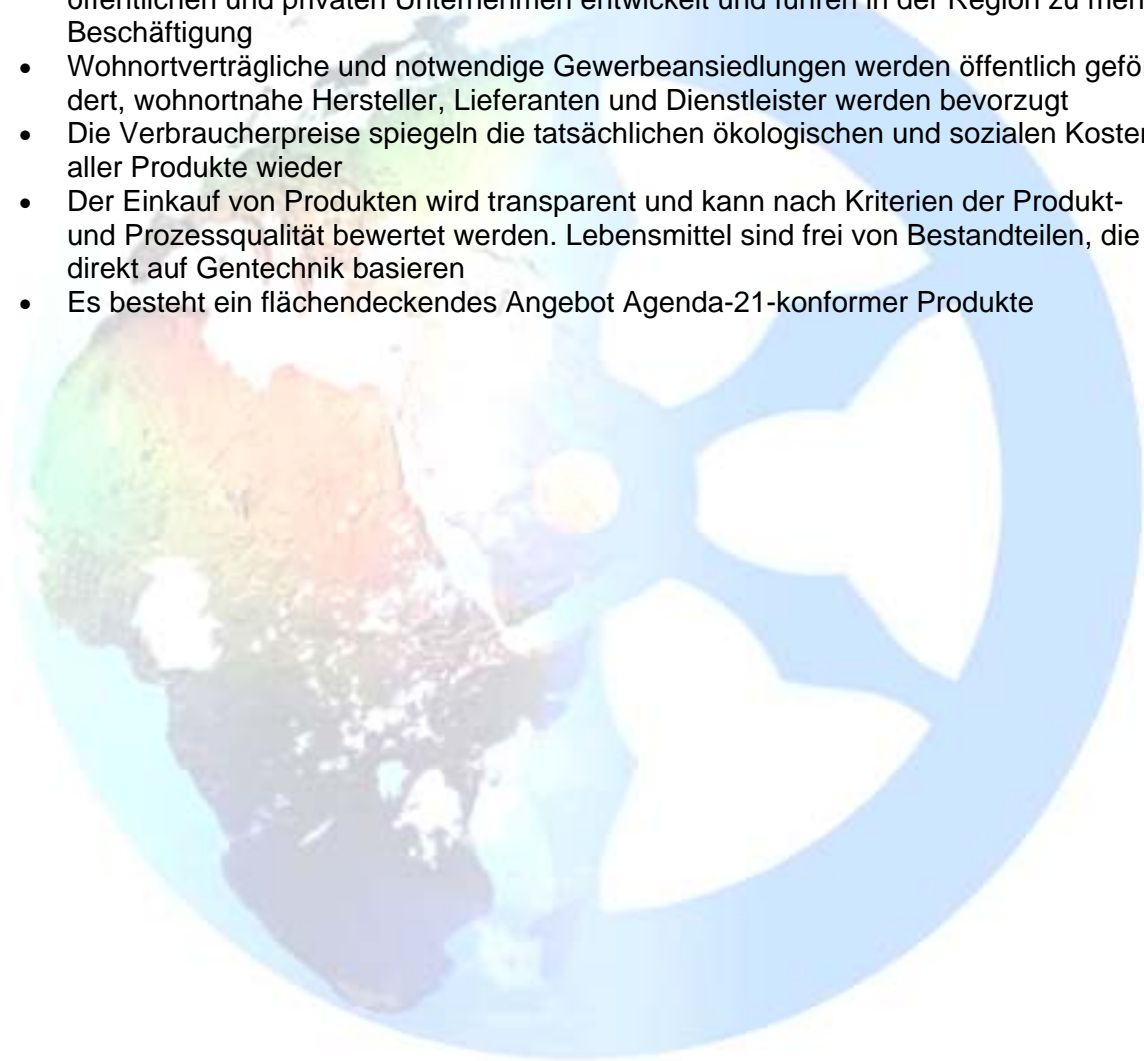 öffentlichen und privaten Unternehmen entwickelt und führen in der Region zu mehr
Beschäftigung
• Wohnortverträgliche und notwendige Gewerbeansiedlungen werden öffentlich geför
dert, wohnortnahe Hersteller, Lieferanten und Dienstleister werden bevorzugt
• Die Verbraucherpreise spiegeln die tatsächlichen ökologischen und sozialen Kosten
aller Produkte wieder
• Der Einkauf von Produkten wird transparent und kann nach Kriterien der Produkt-
und Prozessqualität bewertet werden. Lebensmittel sind frei von Bestandteilen, die
direkt auf Gentechnik basieren
• Es besteht ein flächendeckendes Angebot Agenda-21-konformer Produkte